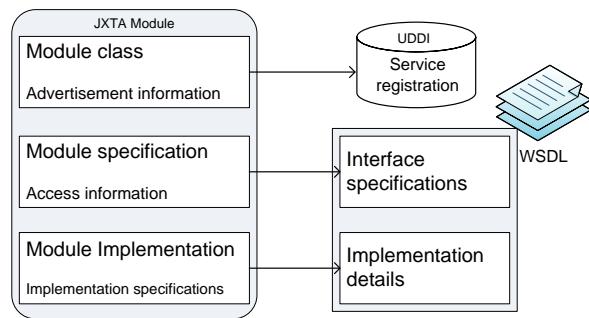 JXTA Module
Module class
Advertisement information
UDDI
Service
registration
Module specification
Access information
Interface
specifications
WSDL
Module Implementation
Implementation specifications
Implementation
details